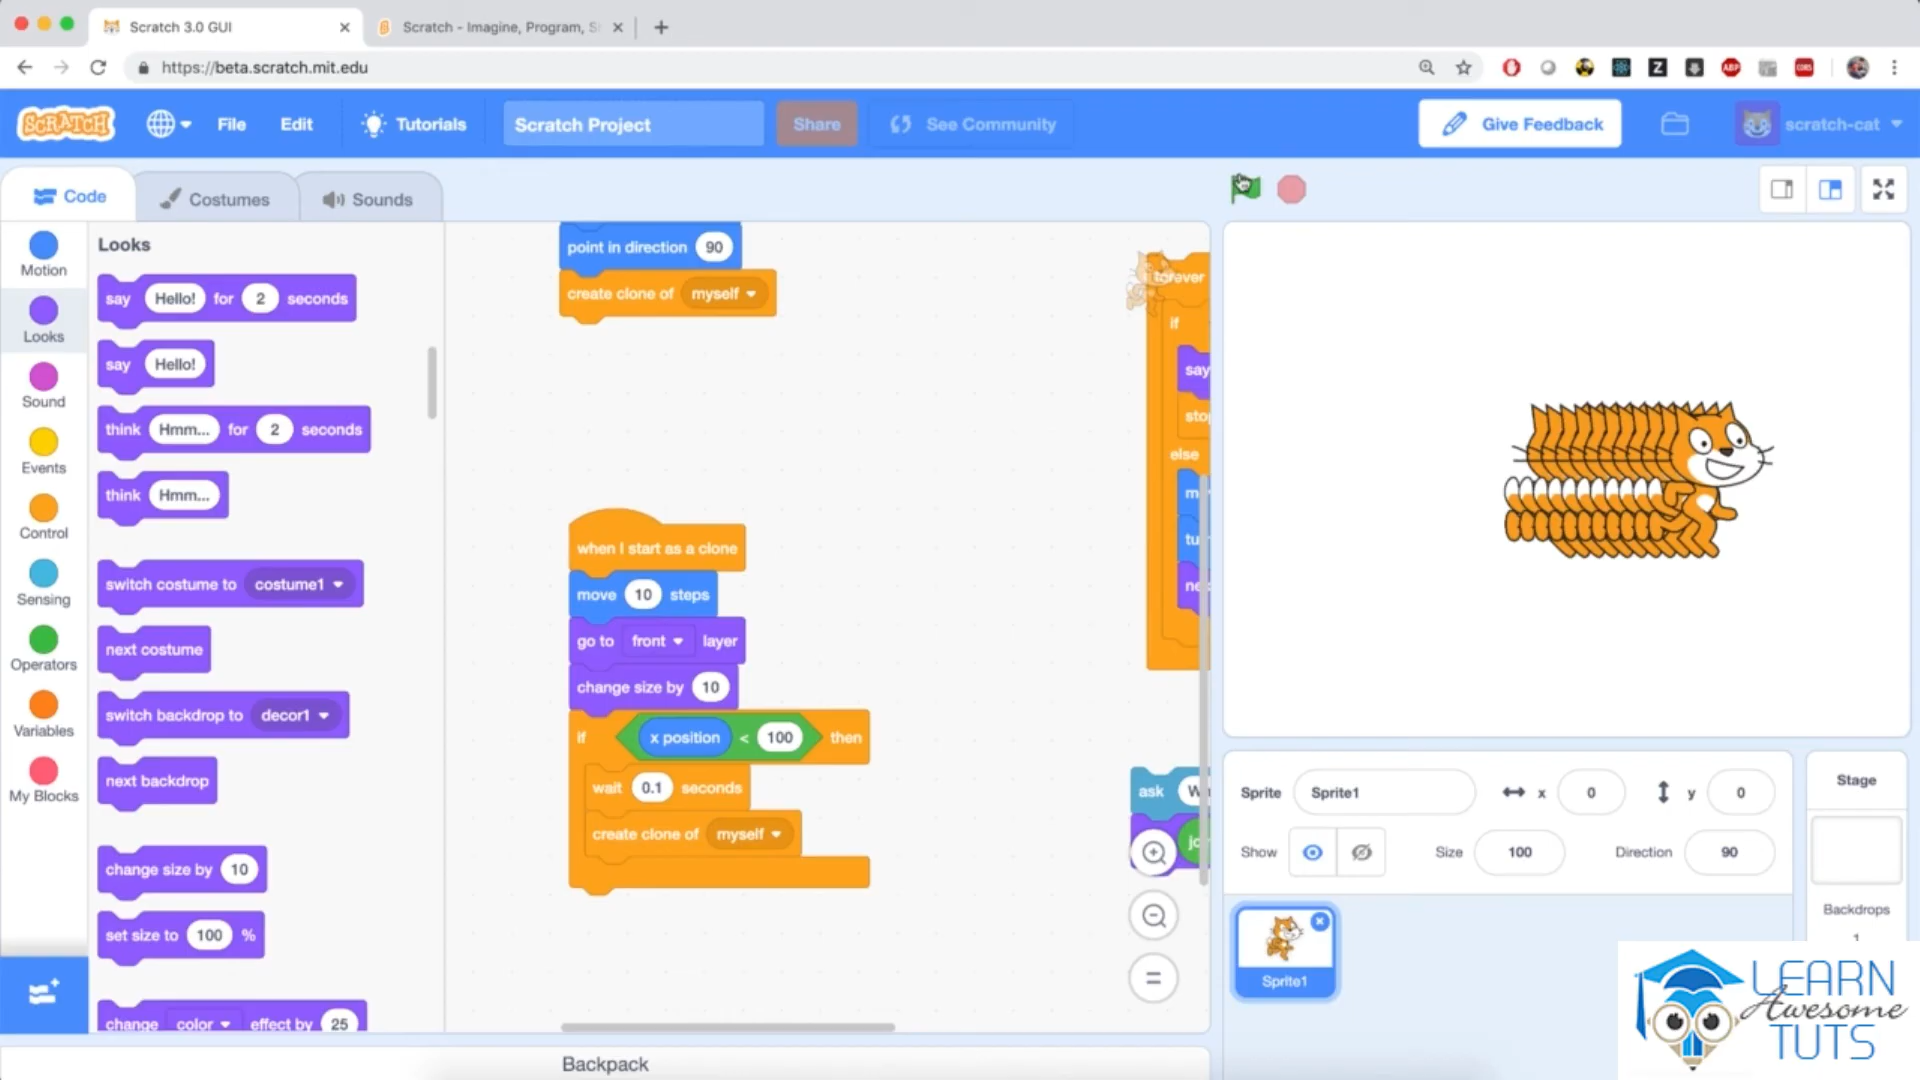 Scratch 3.0 GUI
Scratch - Imagine, Program, S
https://beta.scratch.mit.edu
Z
ABP
CORS
SCRATCH
File
Edit
Tutorials
Scratch Project
Share
See Community
Give Feedback
scratch-cat
Code
Costumes
Sounds
Motion
Looks
Sound
Events
Control
Sensing
Operators
Variables
My Blocks
Looks
say Hello! for 2 seconds
say Hello!
think Hmm... for 2 seconds
think Hmm...
switch costume to costume1
next costume
switch backdrop to decor1
next backdrop
change size by 10
set size to 100 %
change color effect by 25
point in direction 90
create clone of myself
when I start as a clone
move 10 steps
go to front layer
change size by 10
if x position < 100 then
wait 0.1 seconds
create clone of myself
forever
if
say
stop
else
ask
Backpack
Sprite Sprite1 x 0 y 0
Show Size 100 Direction 90
Sprite1
Stage
Backdrops
1
LEARN
Awesome
TUTS